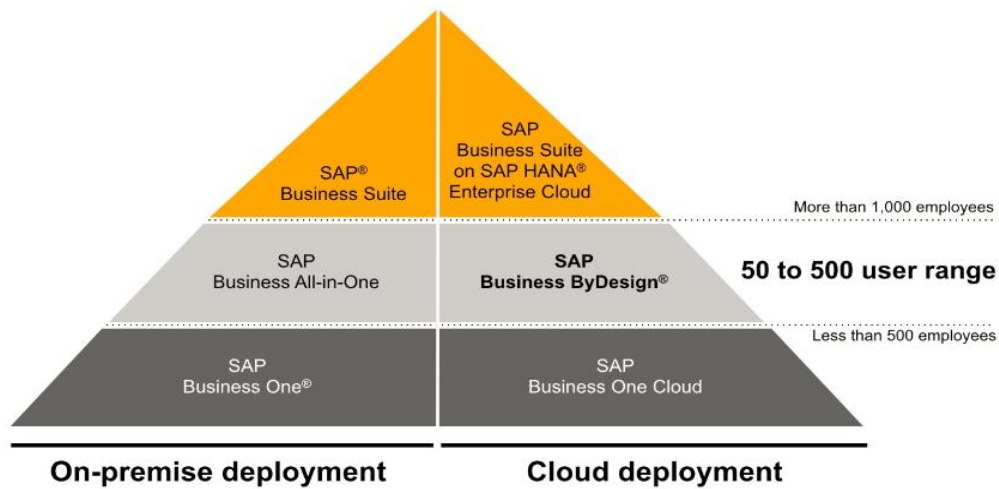 SAP®
Business Suite
SAP
Business Suite
on SAP HANA®
Enterprise Cloud
More than 1,000 employees
SAP
Business All-in-One
SAP
Business ByDesign®
50 to 500 user range
Less than 500 employees
SAP
Business One®
SAP
Business One Cloud
On-premise deployment
Cloud deployment